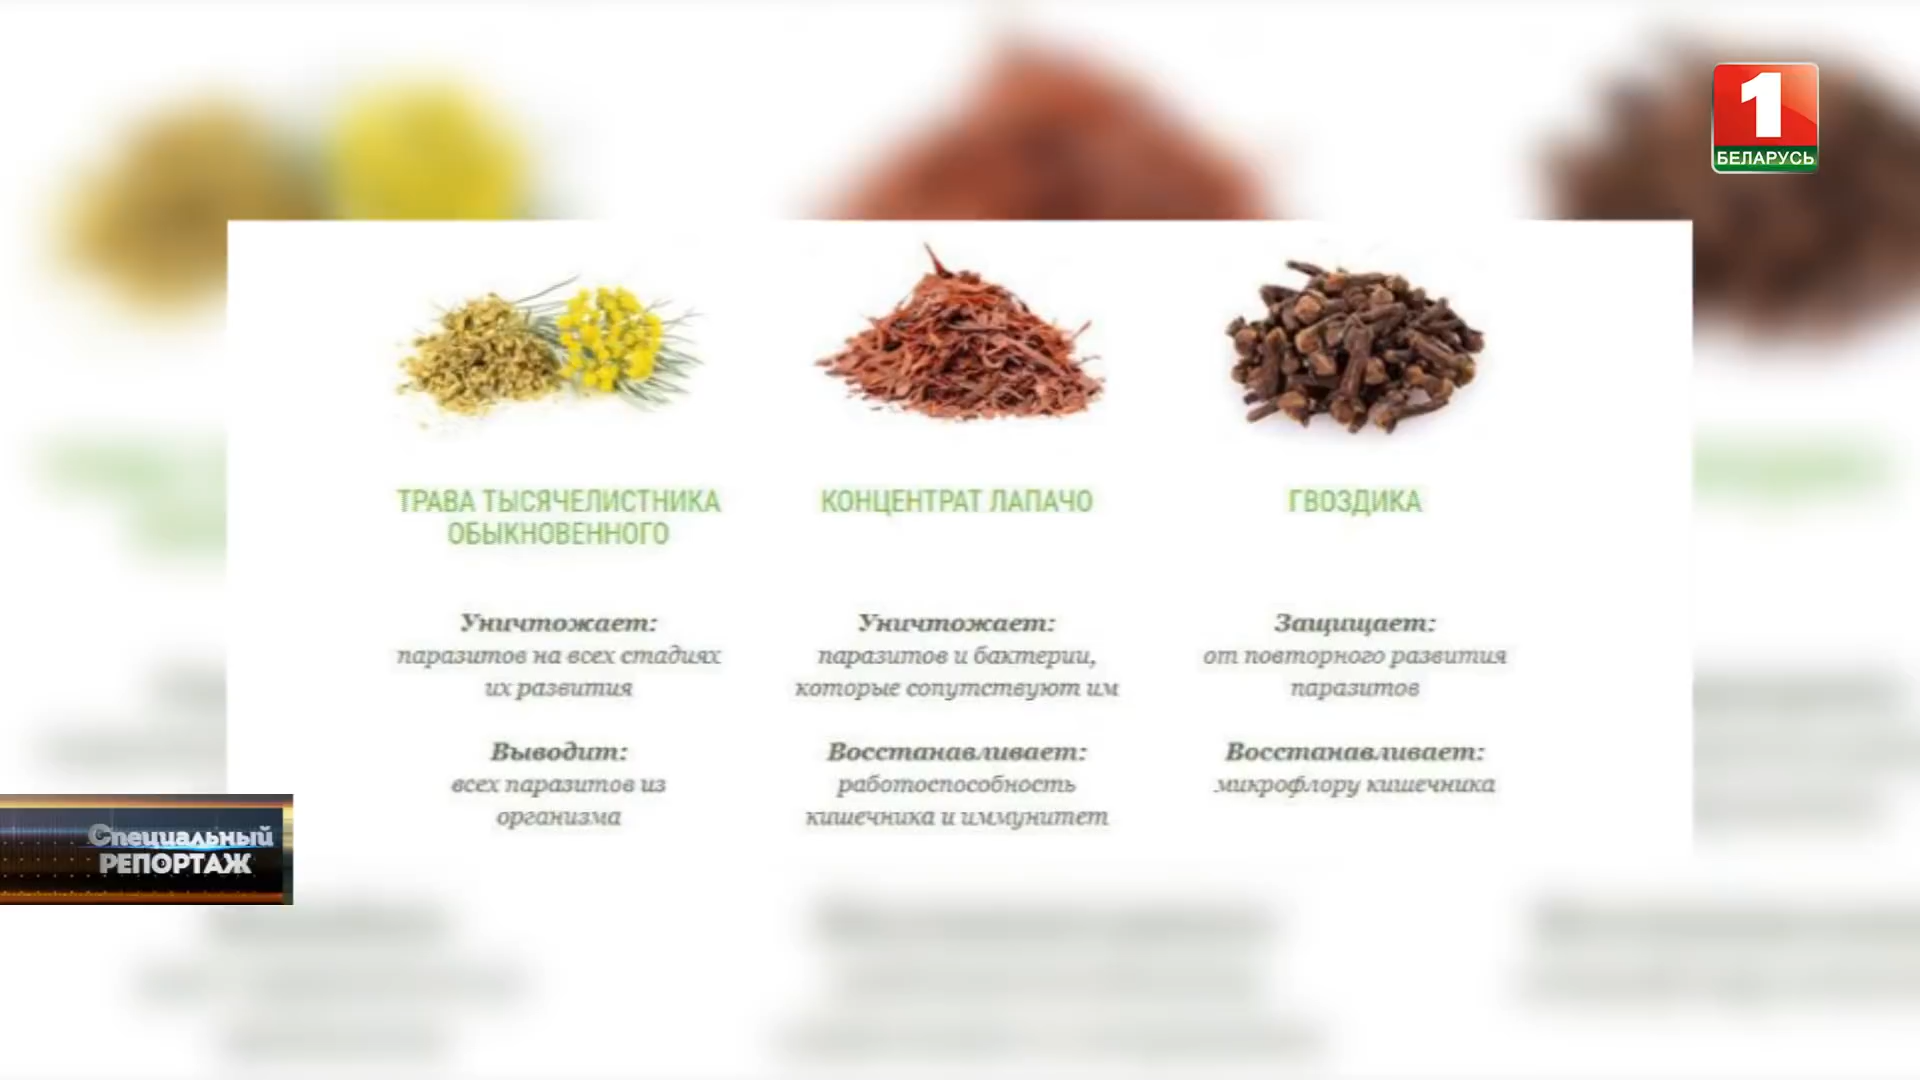 1
БЕЛАРУСЬ
ТРАВА ТЫСЯЧЕЛИСТНИКА
ОБЫКНОВЕННОГО
Уничтожает:
паразитов на всех стадиях
их развития
Выводит:
всех паразитов из
организма
КОНЦЕНТРАТ ЛАПАЧО
Уничтожает:
паразитов и бактерии,
которые сопутствуют им
Восстанавливает:
работоспособность
кишечника и иммунитет
ГВОЗДИКА
Защищает:
от повторного развития
паразитов
Восстанавливает:
микрофлору кишечника
Специальный
РЕПОРТАЖ